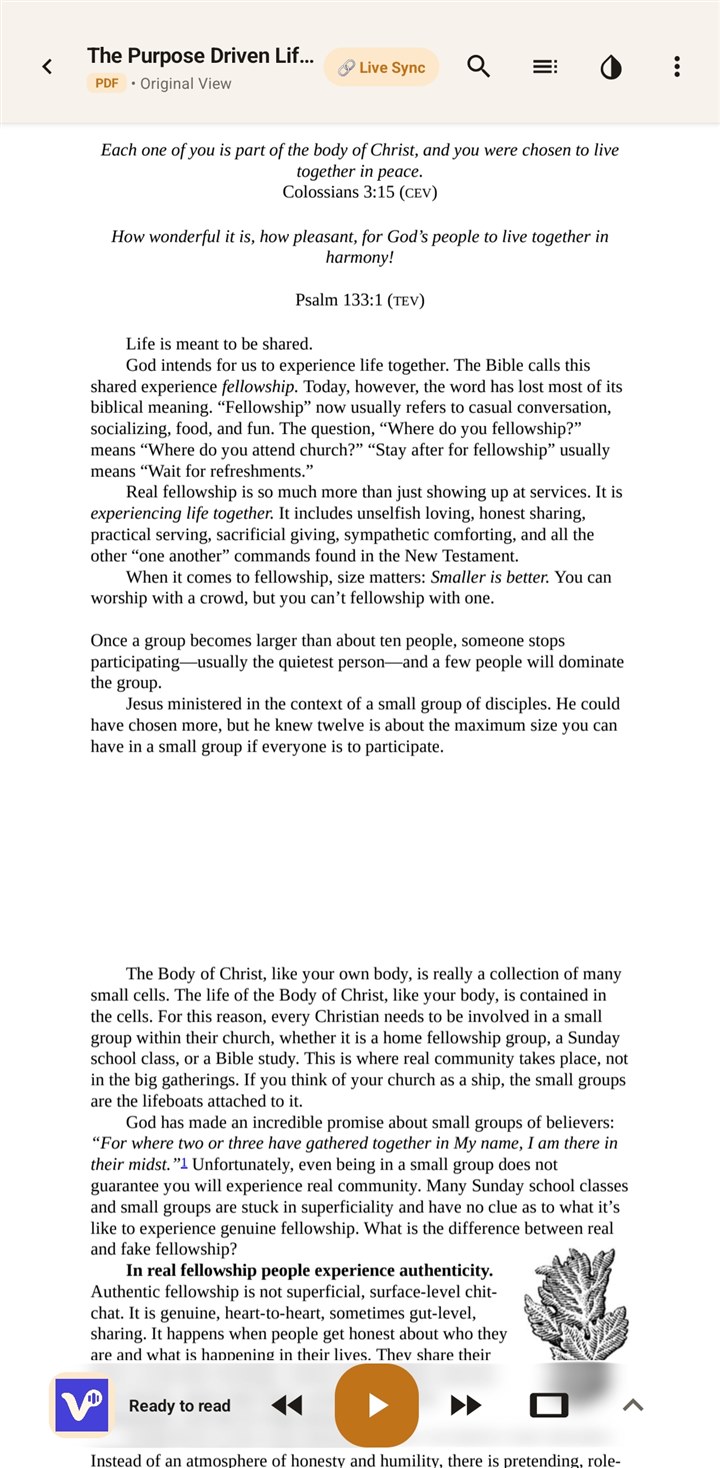 The Purpose Driven Lif...
🔗 Live Sync
PDF • Original View
Each one of you is part of the body of Christ, and you were chosen to live
together in peace.
Colossians 3:15 (CEV)
How wonderful it is, how pleasant, for God’s people to live together in
harmony!
Psalm 133:1 (TEV)
Life is meant to be shared.
God intends for us to experience life together. The Bible calls this
shared experience fellowship. Today, however, the word has lost most of its
biblical meaning. “Fellowship” now usually refers to casual conversation,
socializing, food, and fun. The question, “Where do you fellowship?”
means “Where do you attend church?” “Stay after for fellowship” usually
means “Wait for refreshments.”
Real fellowship is so much more than just showing up at services. It is
experiencing life together. It includes unselfish loving, honest sharing,
practical serving, sacrificial giving, sympathetic comforting, and all the
other “one another” commands found in the New Testament.
When it comes to fellowship, size matters: Smaller is better. You can
worship with a crowd, but you can’t fellowship with one.
Once a group becomes larger than about ten people, someone stops
participating—usually the quietest person—and a few people will dominate
the group.
Jesus ministered in the context of a small group of disciples. He could
have chosen more, but he knew twelve is about the maximum size you can
have in a small group if everyone is to participate.
The Body of Christ, like your own body, is really a collection of many
small cells. The life of the Body of Christ, like your body, is contained in
the cells. For this reason, every Christian needs to be involved in a small
group within their church, whether it is a home fellowship group, a Sunday
school class, or a Bible study. This is where real community takes place, not
in the big gatherings. If you think of your church as a ship, the small groups
are the lifeboats attached to it.
God has made an incredible promise about small groups of believers:
“For where two or three have gathered together in My name, I am there in
their midst.”1 Unfortunately, even being in a small group does not
guarantee you will experience real community. Many Sunday school classes
and small groups are stuck in superficiality and have no clue as to what it’s
like to experience genuine fellowship. What is the difference between real
and fake fellowship?
In real fellowship people experience authenticity.
Authentic fellowship is not superficial, surface-level chit-
chat. It is genuine, heart-to-heart, sometimes gut-level,
sharing. It happens when people get honest about who they
are and what is happening in their lives. They share their
Ready to read
Instead of an atmosphere of honesty and humility, there is pretending, role-